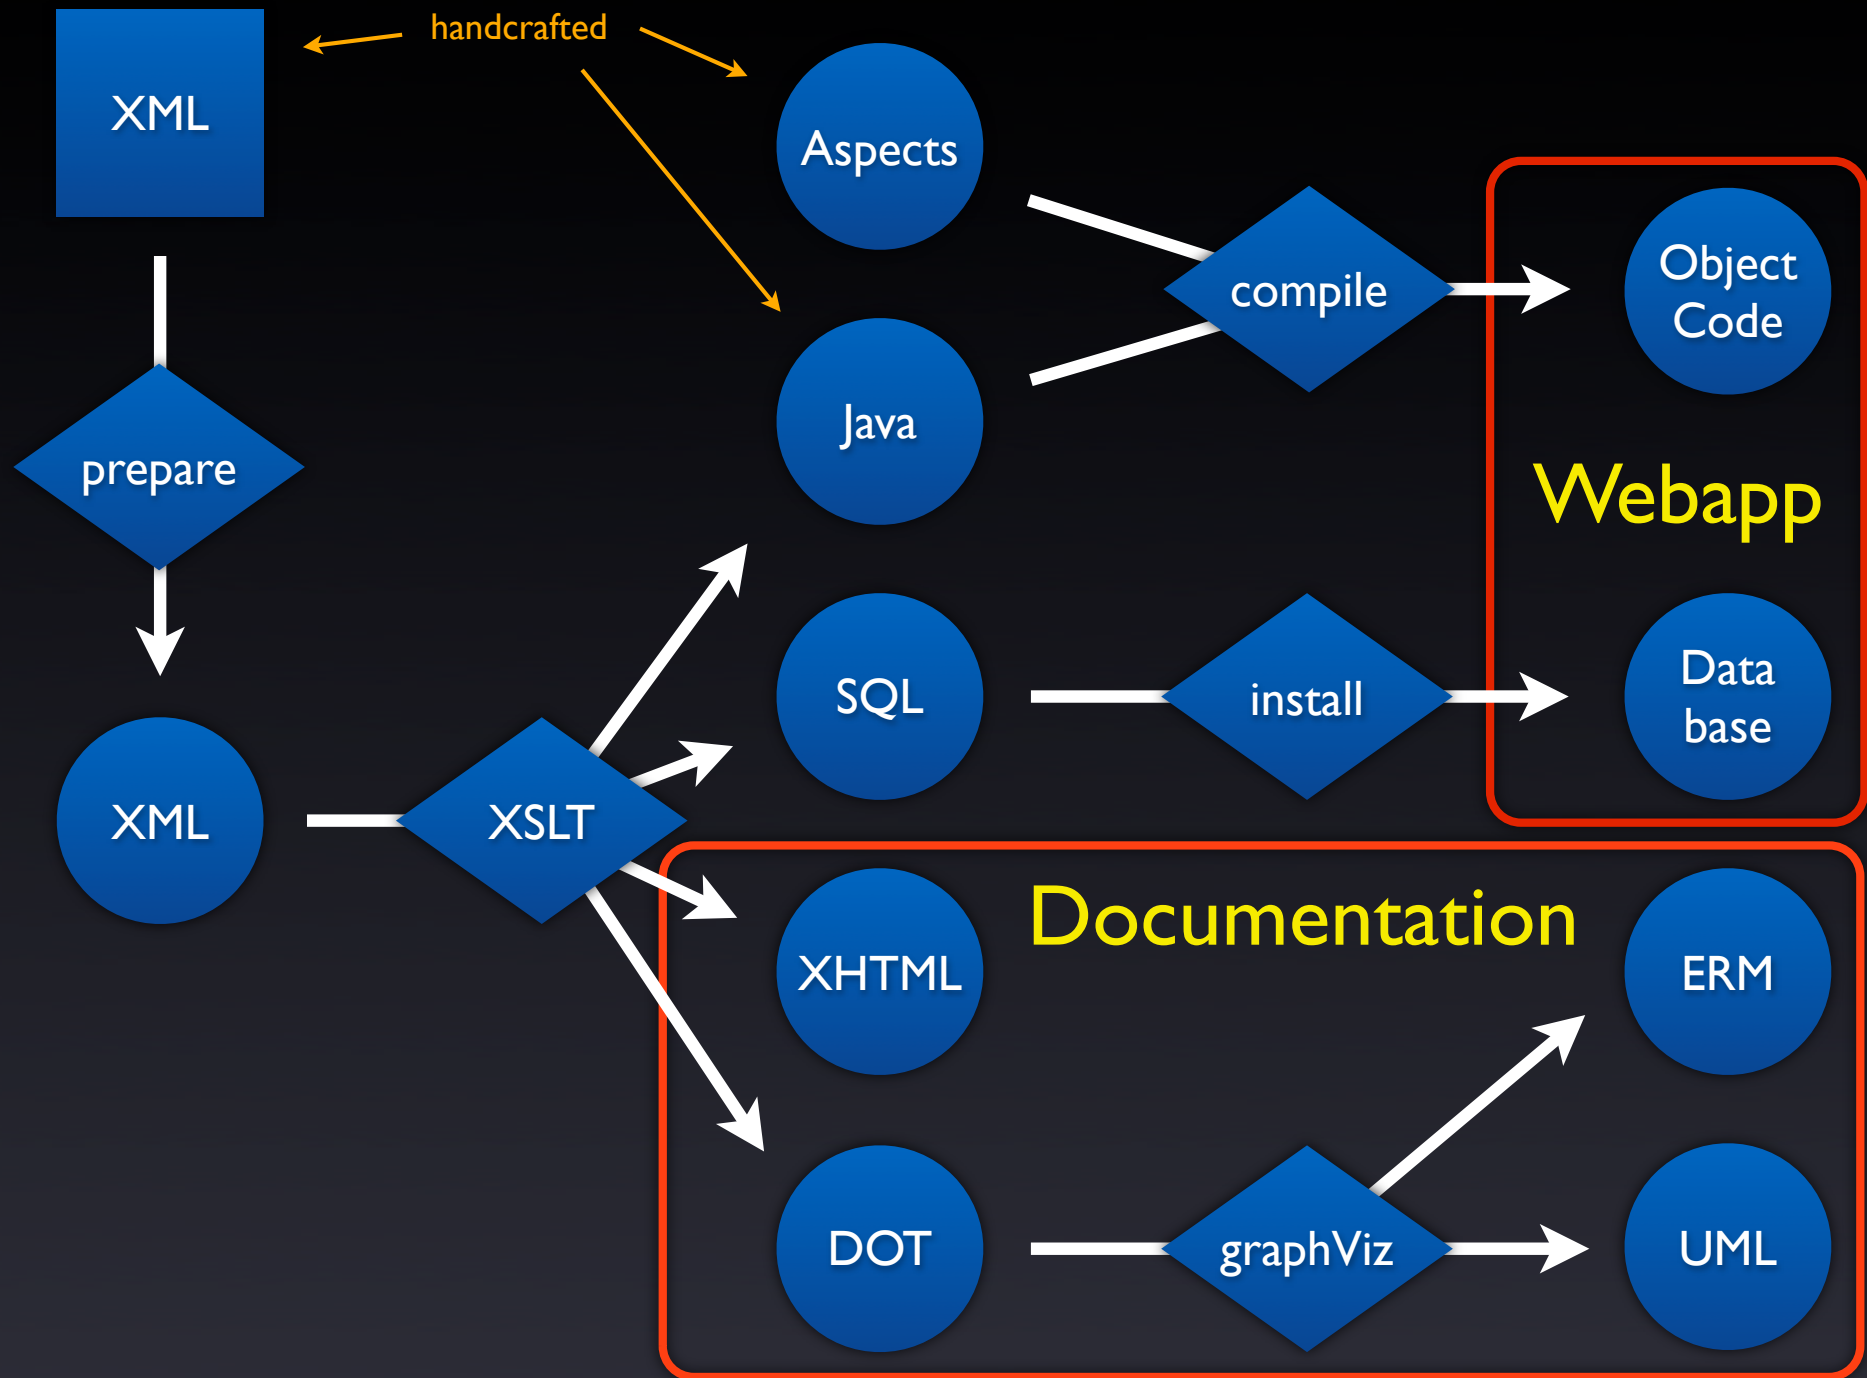 handcrafted
XML
Aspects
Object
Code
compile
Java
prepare
Webapp
SQL
install
Data
base
XML
XSLT
Documentation
XHTML
ERM
DOT
graphViz
UML